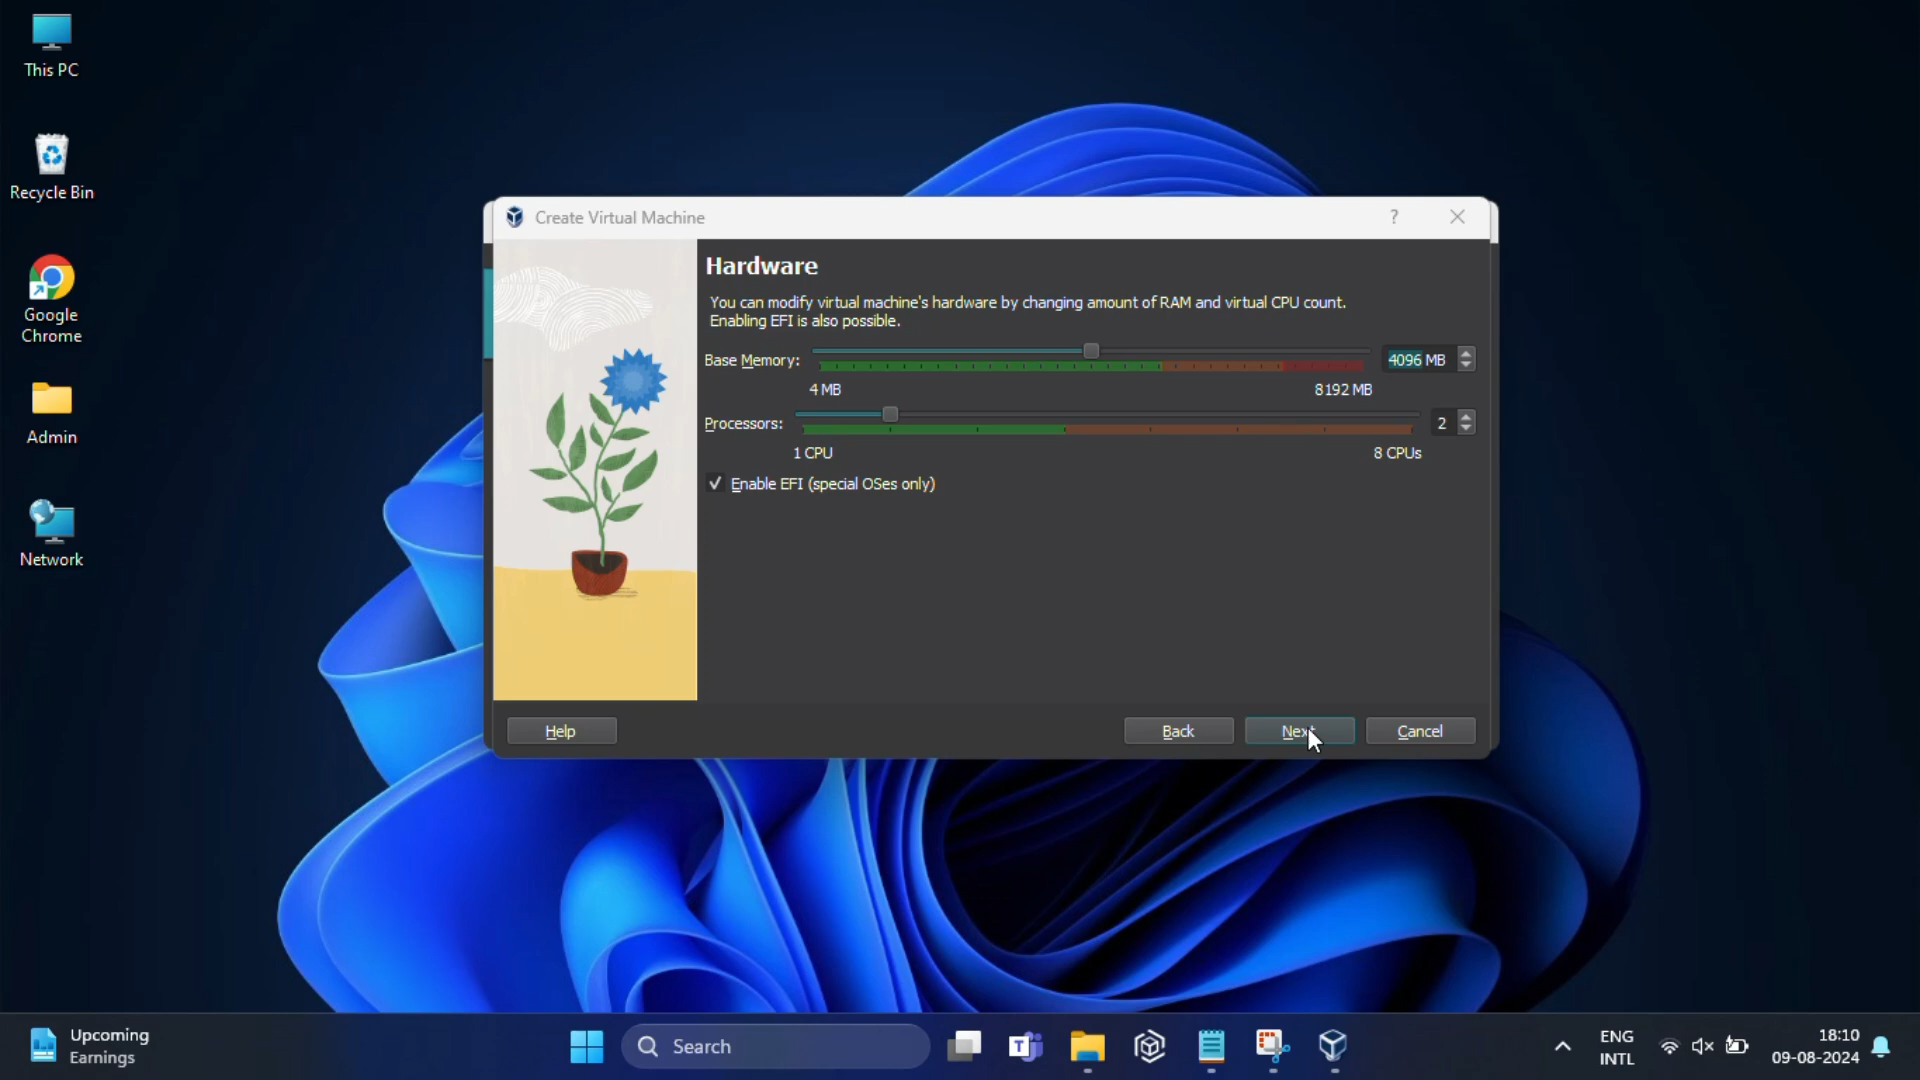 This PC
Recycle Bin
Google
Chrome
Admin
Network
Create Virtual Machine
?
Hardware
You can modify virtual machine's hardware by changing amount of RAM and virtual CPU count.
Enabling EFI is also possible.
Base Memory:
4096 MB
4 MB
8192 MB
Processors:
2
1 CPU
8 CPUs
Enable EFI (special OSes only)
Help
Back
Next
Cancel
Upcoming
Earnings
Search
T
ENG
INTL
18:10
09-08-2024